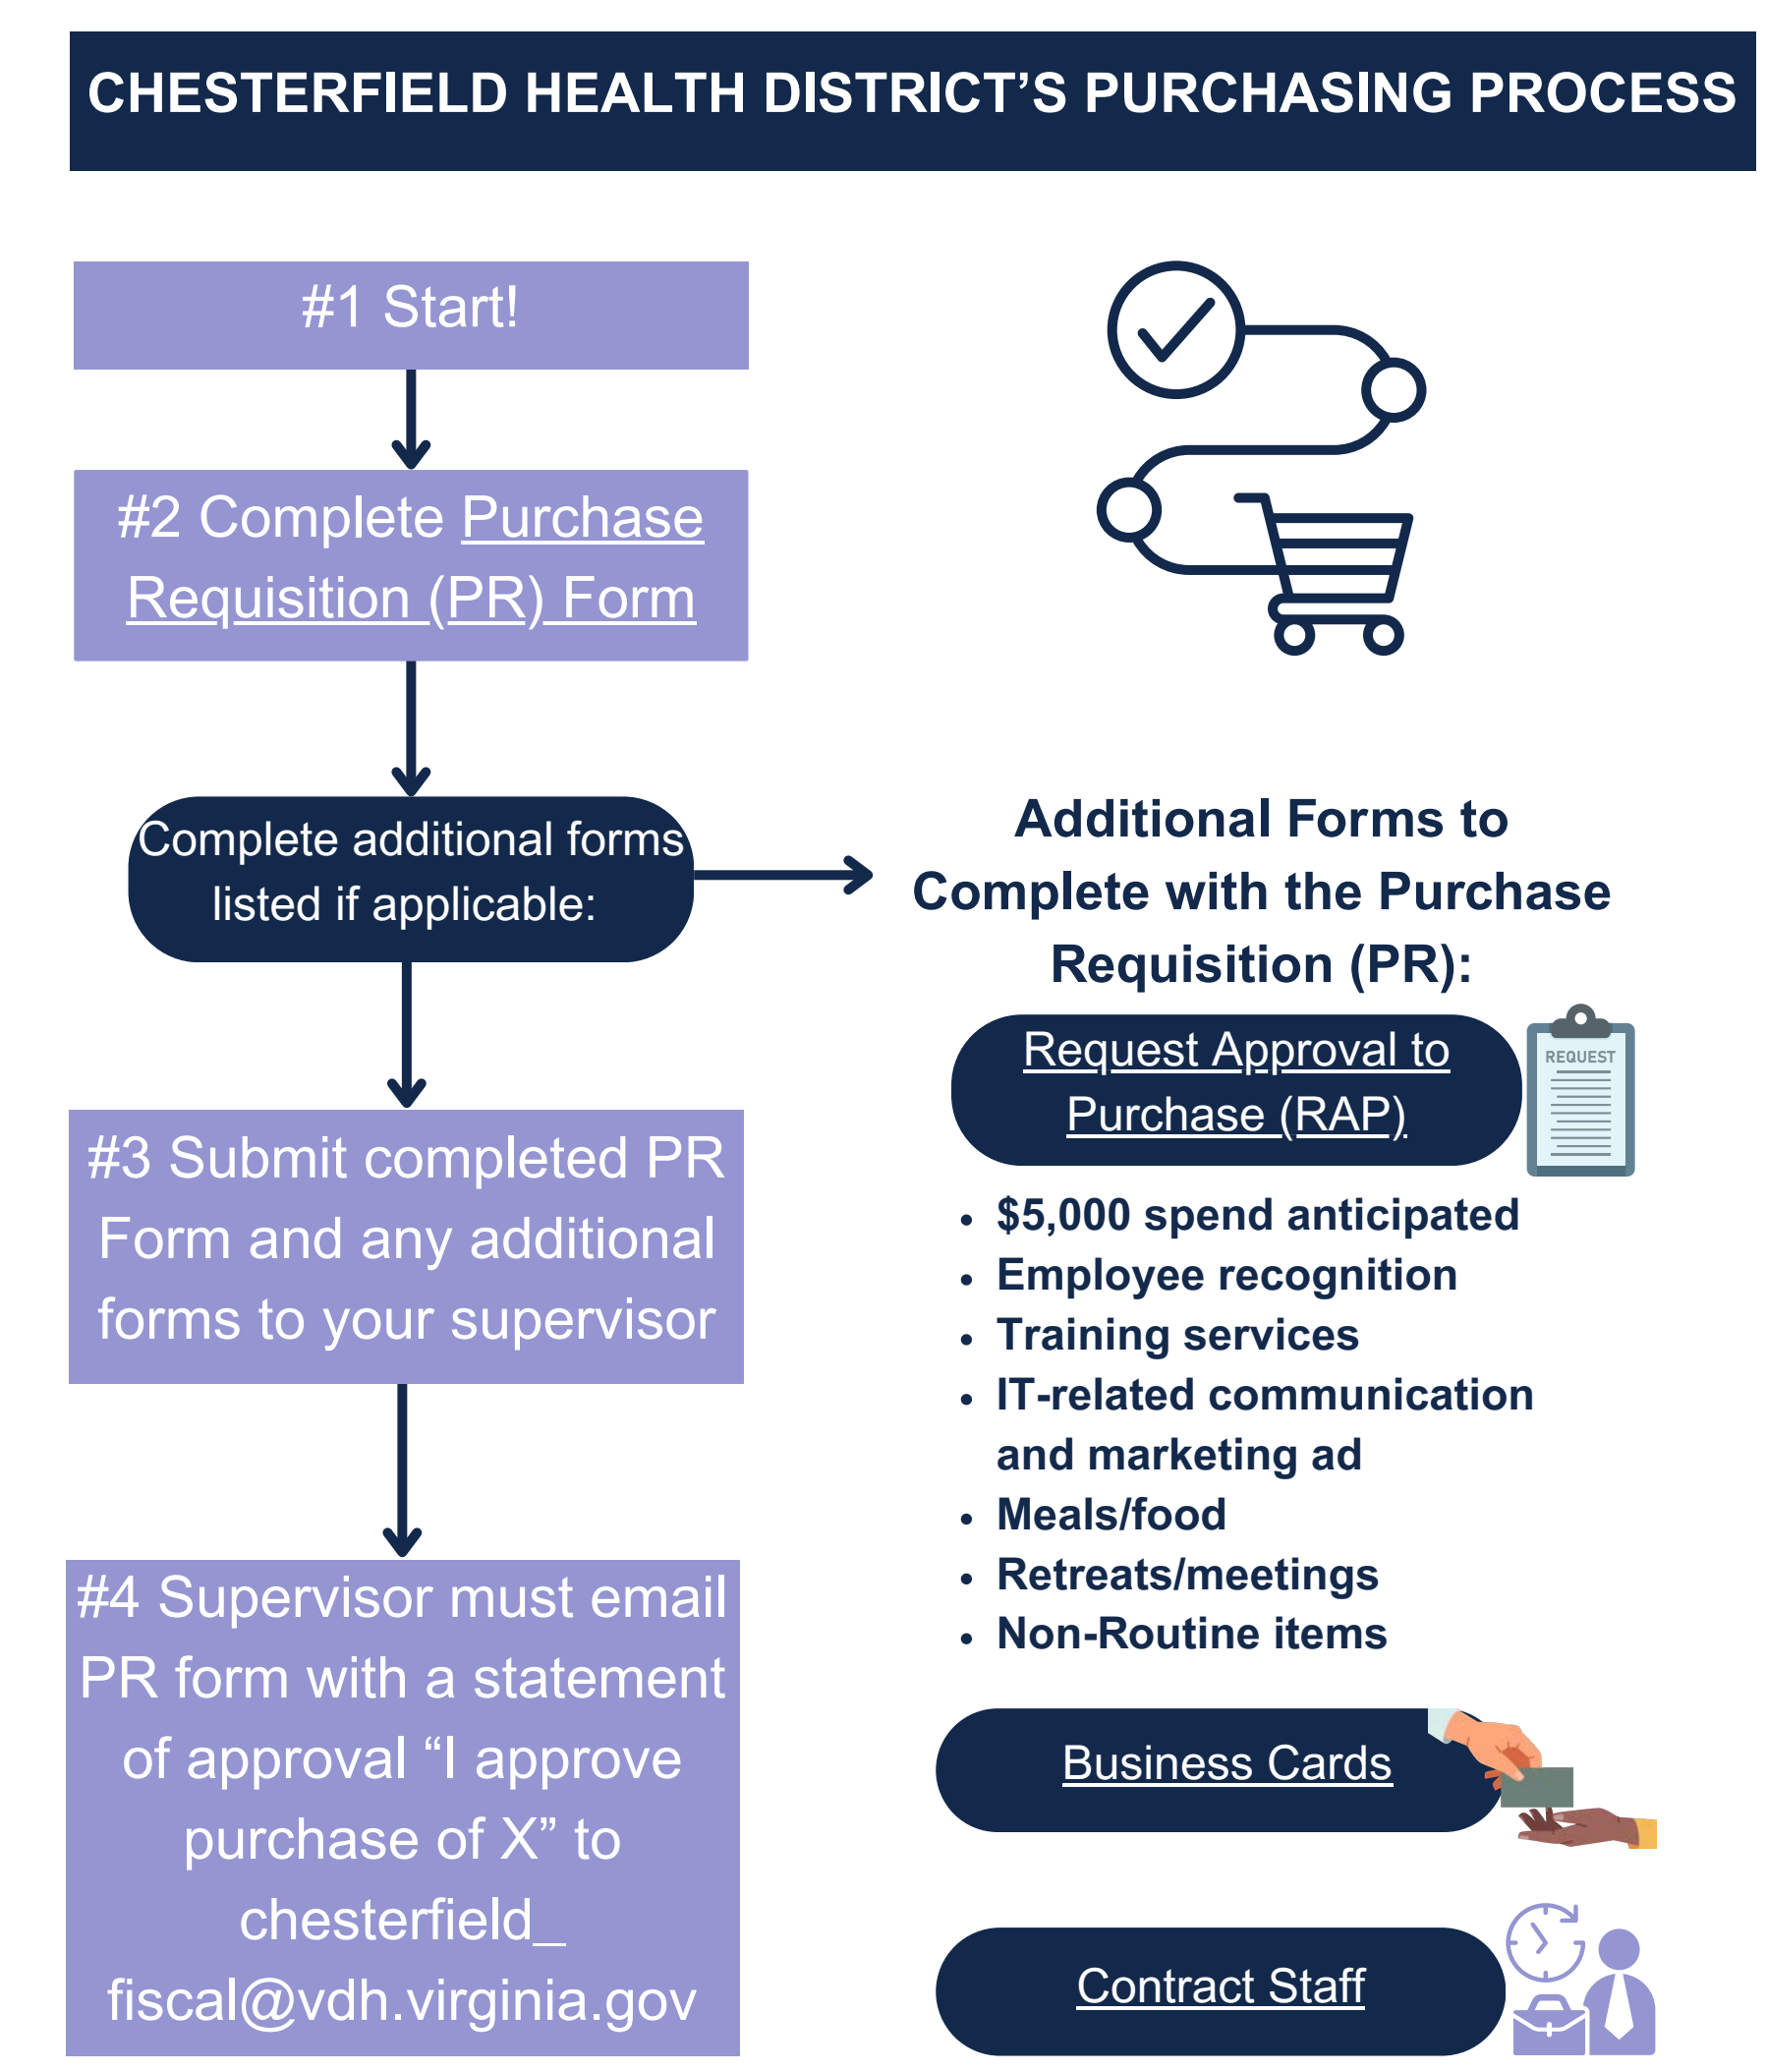 CHESTERFIELD HEALTH DISTRICT’S PURCHASING PROCESS
#1 Start!
#2 Complete Purchase
Requisition (PR) Form
Complete additional forms
listed if applicable:
#3 Submit completed PR
Form and any additional
forms to your supervisor
#4 Supervisor must email
PR form with a statement
of approval “I approve
purchase of X” to
chesterfield_
fiscal@vdh.virginia.gov
Additional Forms to
Complete with the Purchase
Requisition (PR):
Request Approval to
Purchase (RAP)
REQUEST
• $5,000 spend anticipated
• Employee recognition
• Training services
• IT-related communication
and marketing ad
• Meals/food
• Retreats/meetings
• Non-Routine items
Business Cards
Contract Staff